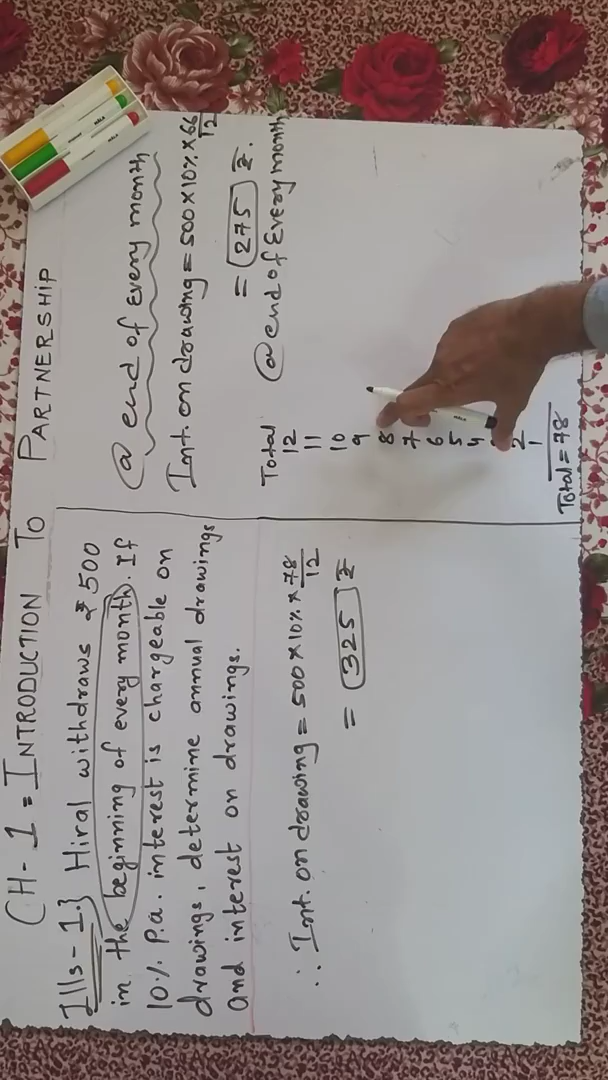 CH-1 = INTRODUCTION TO PARTNERSHIP
Ills-1.} Hiral withdraws ₹500
in the beginning of every month. If
10% p.a. interest is chargeable on
drawings, determine annual drawings
and interest on drawings.
∴ Int. on drawing = 500 × 10% × 78/12
= 325 ₹
@ end of Every month
Int. on drawing = 500 × 10% × 66/12
= 275 ₹.
@ end of Every month
Total
12
11
10
9
8
7
6
5
4
2
1
Total = 78